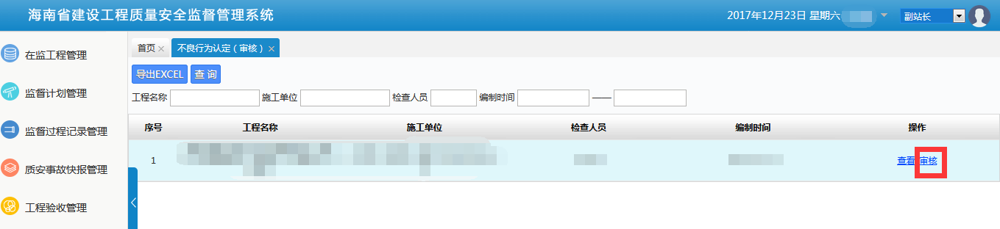 海南省建设工程质量安全监督管理系统
2017年12月23日 星期六
副站长
在监工程管理
监督计划管理
监督过程记录管理
质安事故快报管理
工程验收管理
首页
不良行为认定（审核）
导出EXCEL 查 询
工程名称 施工单位 检查人员 编制时间 ——
序号 工程名称 施工单位 检查人员 编制时间 操作
1 查看 审核